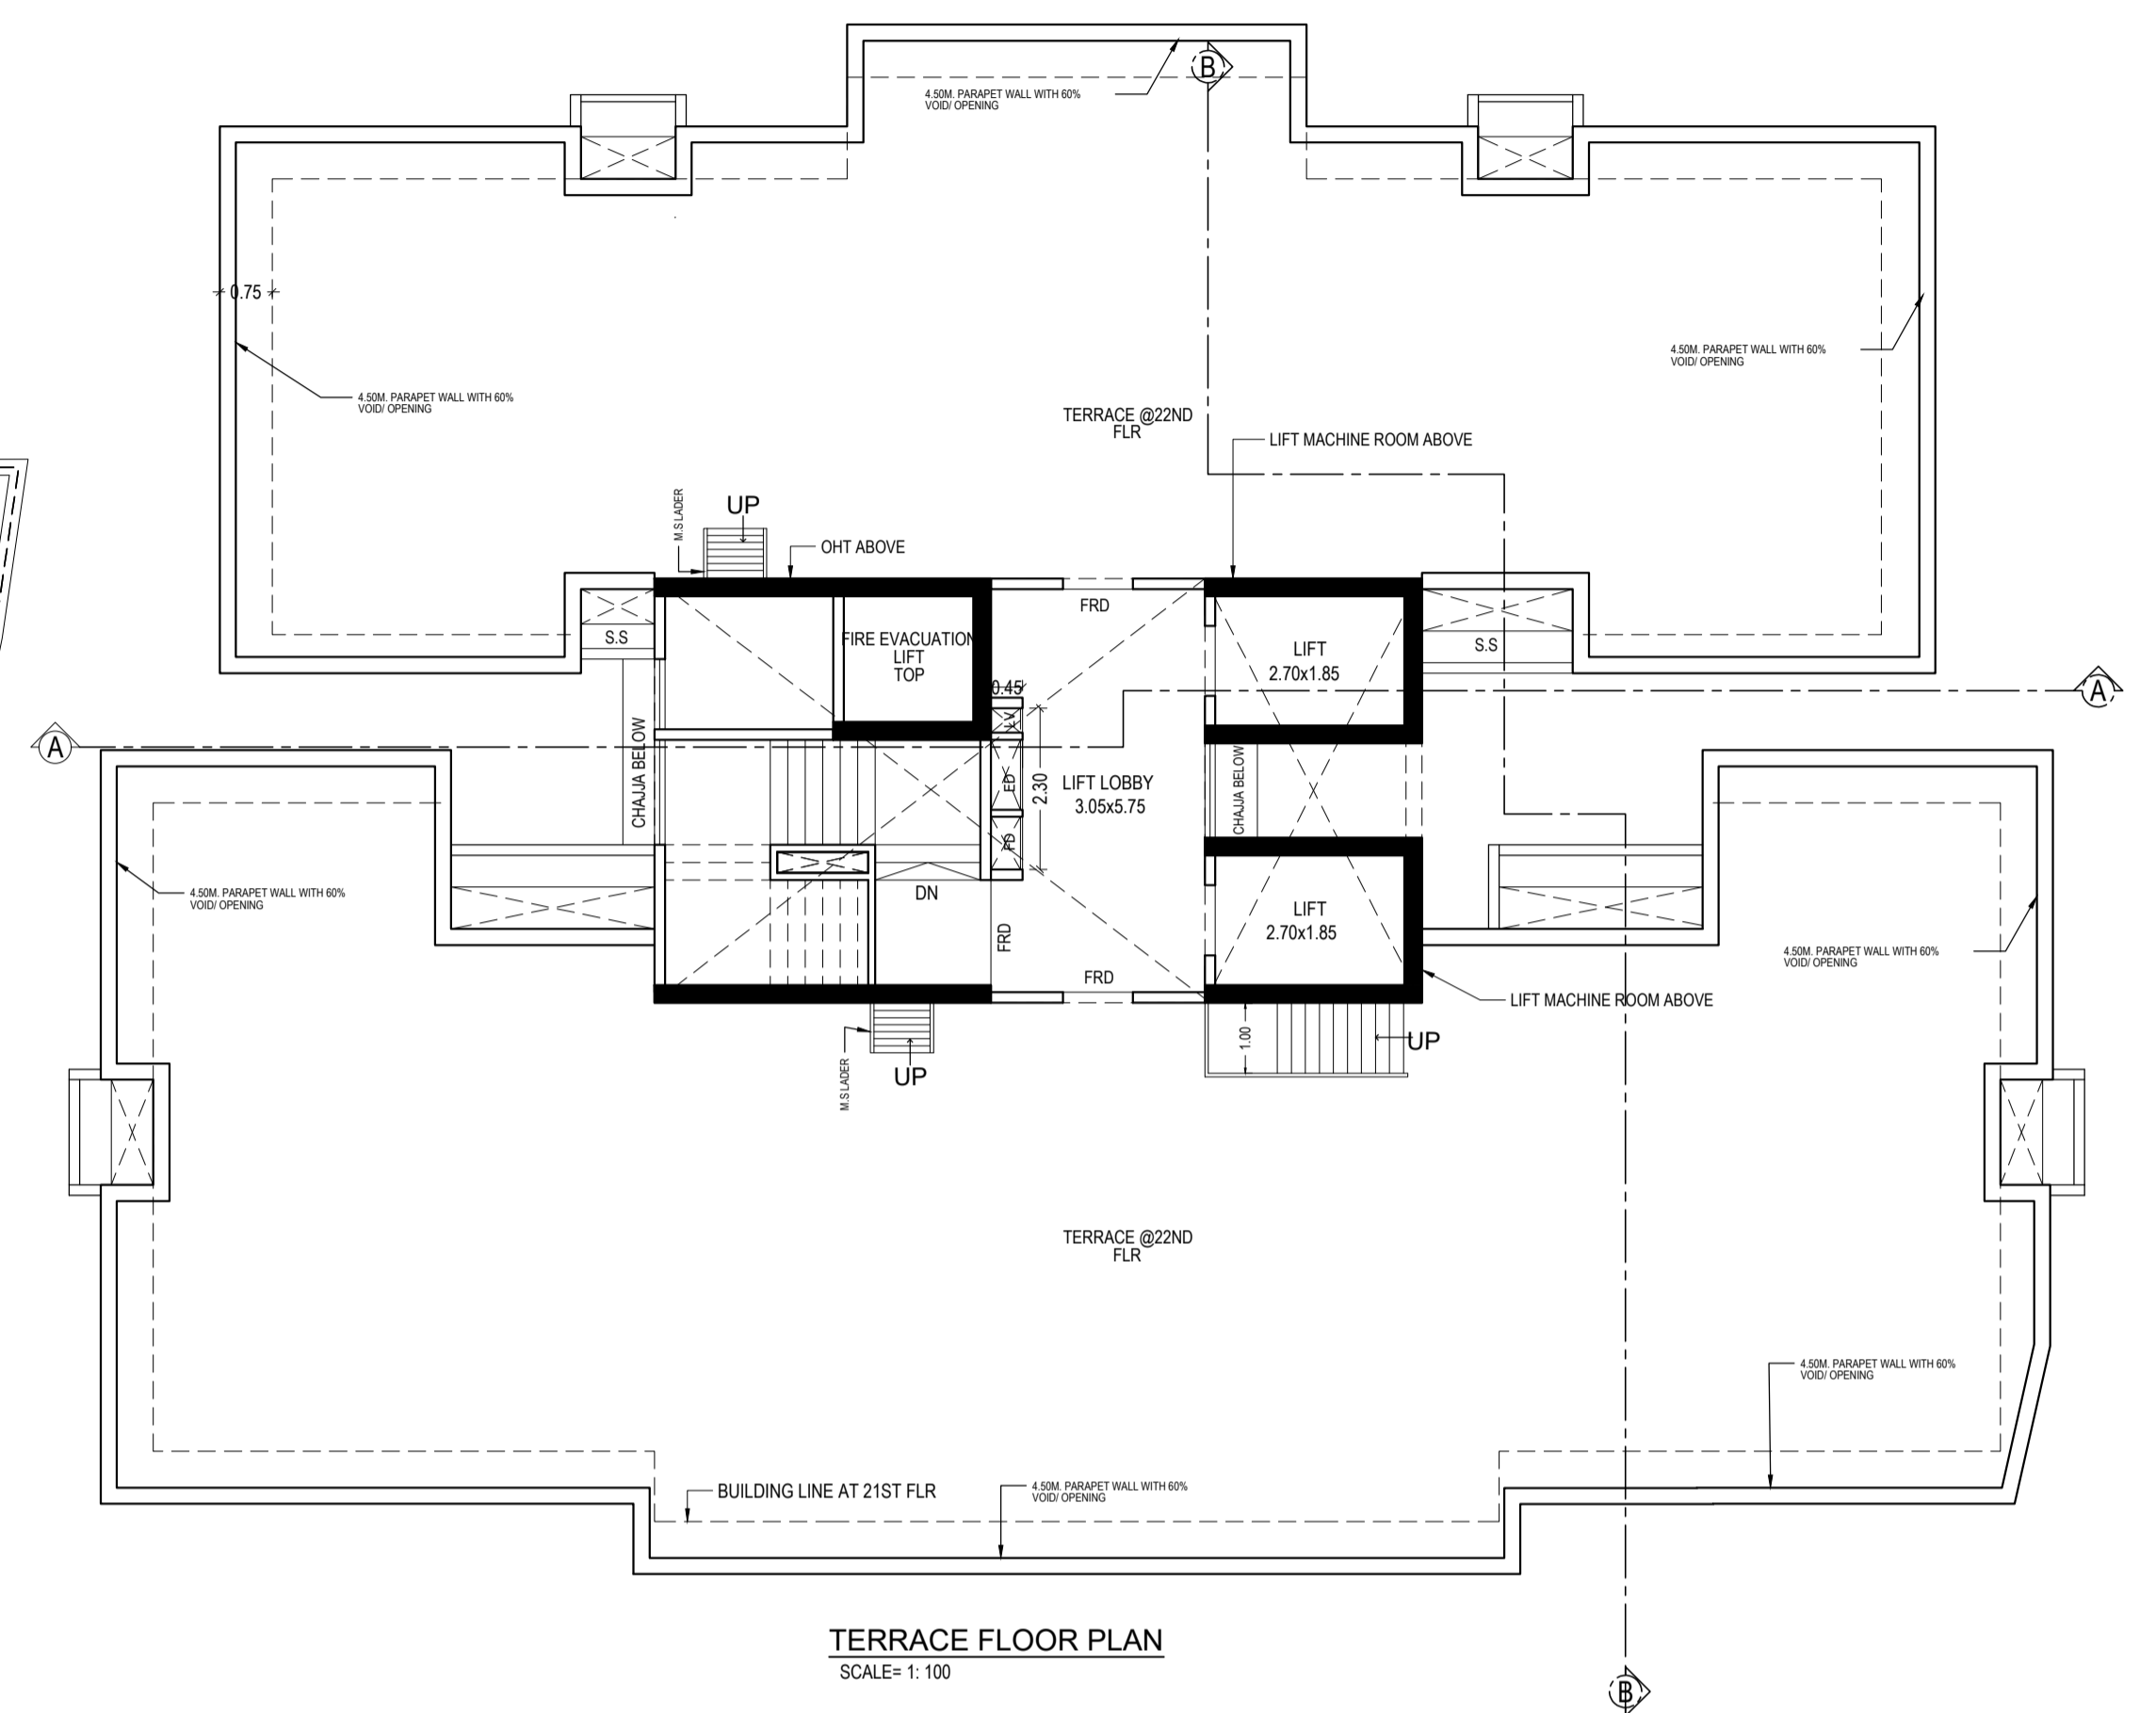 B
4.50M. PARAPET WALL WITH 60%
VOID/ OPENING
0.75
4.50M. PARAPET WALL WITH 60%
VOID/ OPENING
4.50M. PARAPET WALL WITH 60%
VOID/ OPENING
TERRACE @22ND
FLR
LIFT MACHINE ROOM ABOVE
M.S LADER
UP
OHT ABOVE
FRD
S.S
FIRE EVACUATION
LIFT
TOP
LIFT
2.70x1.85
S.S
0.45
A
A
CHAJJA BELOW
LV
ED
FD
2.30
LIFT LOBBY
3.05x5.75
CHAJJA BELOW
4.50M. PARAPET WALL WITH 60%
VOID/ OPENING
DN
FRD
LIFT
2.70x1.85
4.50M. PARAPET WALL WITH 60%
VOID/ OPENING
FRD
LIFT MACHINE ROOM ABOVE
M.S LADER
UP
1.00
UP
TERRACE @22ND
FLR
4.50M. PARAPET WALL WITH 60%
VOID/ OPENING
BUILDING LINE AT 21ST FLR
4.50M. PARAPET WALL WITH 60%
VOID/ OPENING
TERRACE FLOOR PLAN
SCALE= 1: 100
B